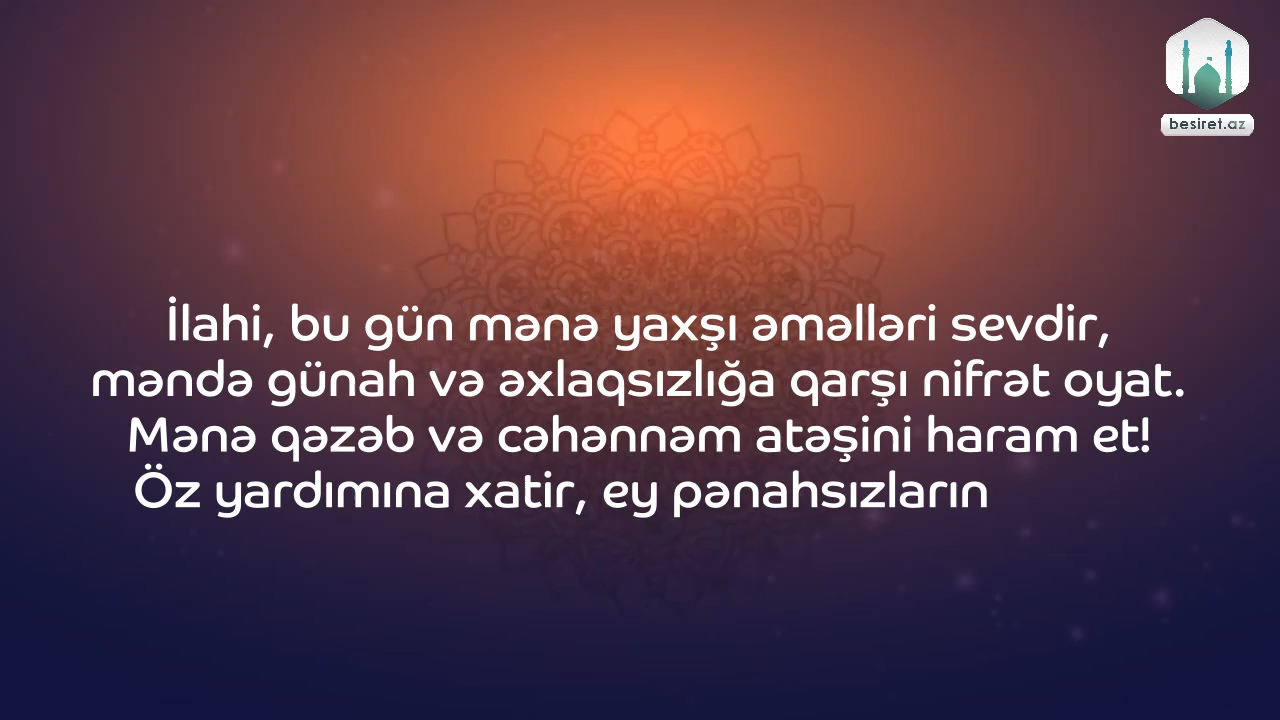 besiret.az
İlahi, bu gün mənə yaxşı əməlləri sevdir,
məndə günah və əxlaqsızlığa qarşı nifrət oyat.
Mənə qəzəb və cəhənnəm atəşini haram et!
Öz yardımına xatir, ey pənahsızların